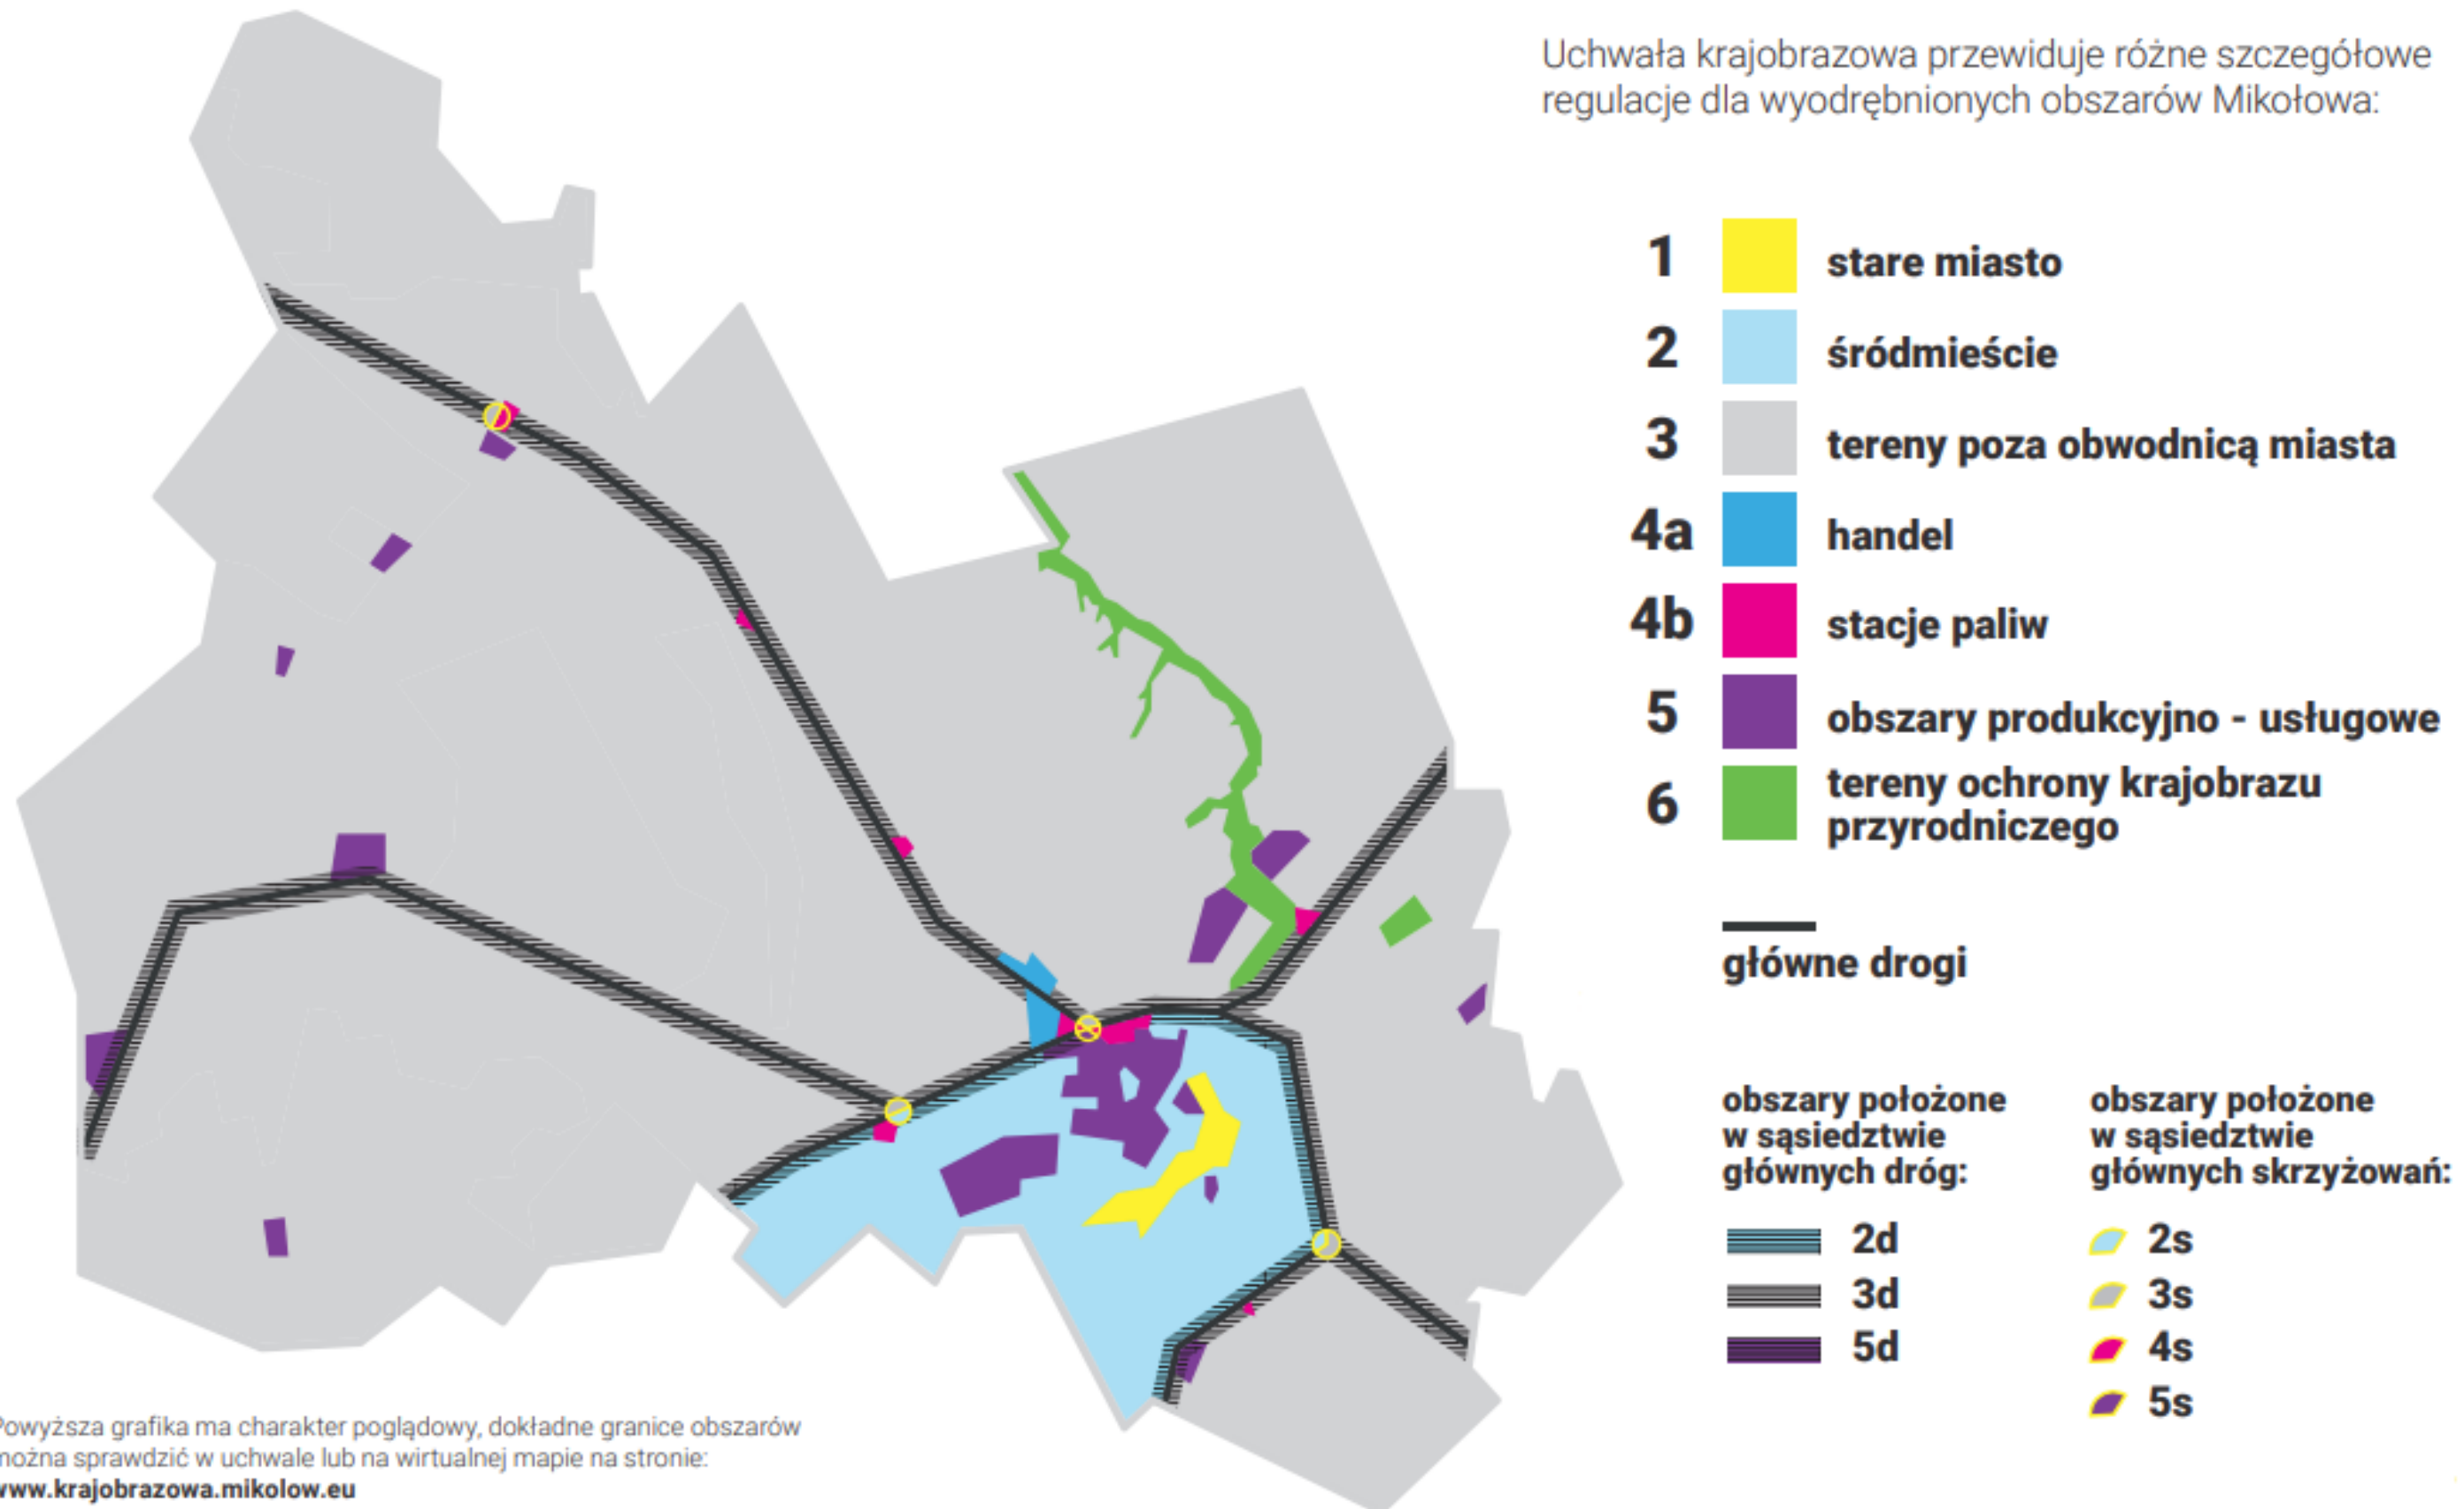 Uchwała krajobrazowa przewiduje różne szczegółowe
regulacje dla wyodrębnionych obszarów Mikołowa:
1 stare miasto
2 śródmieście
3 tereny poza obwodnicą miasta
4a handel
4b stacje paliw
5 obszary produkcyjno - usługowe
6 tereny ochrony krajobrazu
przyrodniczego
główne drogi
obszary położone
w sąsiedztwie
głównych dróg:
2d
3d
5d
obszary położone
w sąsiedztwie
głównych skrzyżowań:
2s
3s
4s
5s
Powyższa grafika ma charakter poglądowy, dokładne granice obszarów
można sprawdzić w uchwale lub na wirtualnej mapie na stronie:
www.krajobrazowa.mikolow.eu